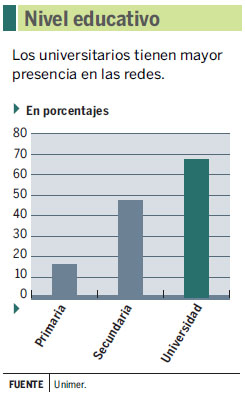 Nivel educativo
Los universitarios tienen mayor
presencia en las redes.
En porcentajes
80
70
60
50
40
30
20
10
0
Primaria
Secundaria
Universidad
FUENTE Unimer.